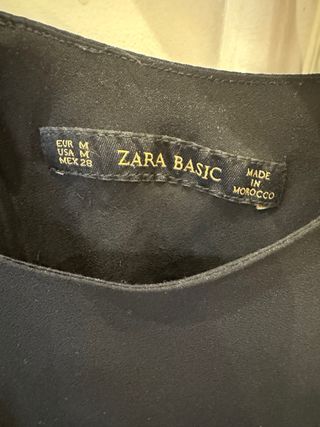 EUR M
USA M
MEX 28
ZARA BASIC
MADE
IN
MOROCCO